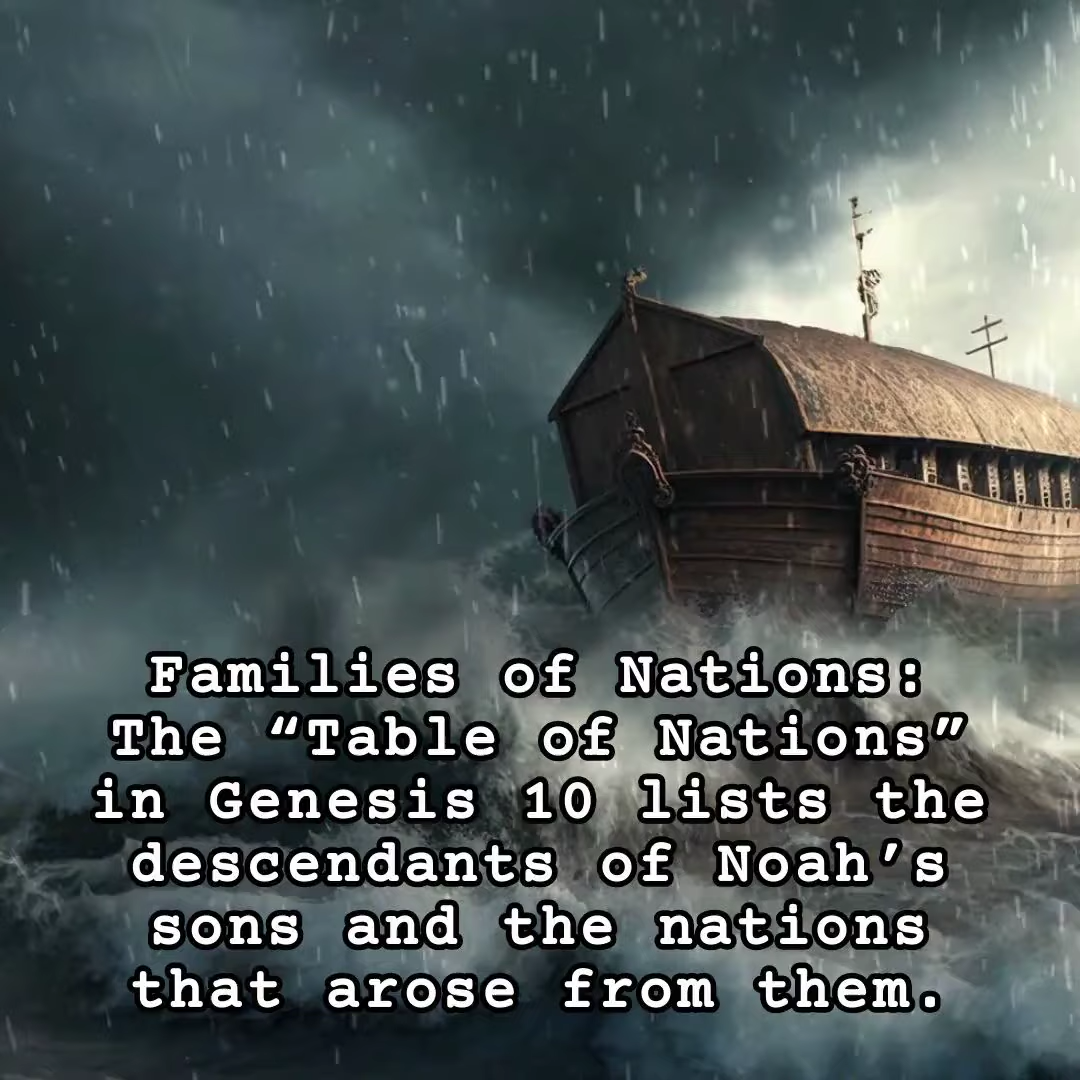 Families of Nations:
The “Table of Nations”
in Genesis 10 lists the
descendants of Noah’s
sons and the nations
that arose from them.